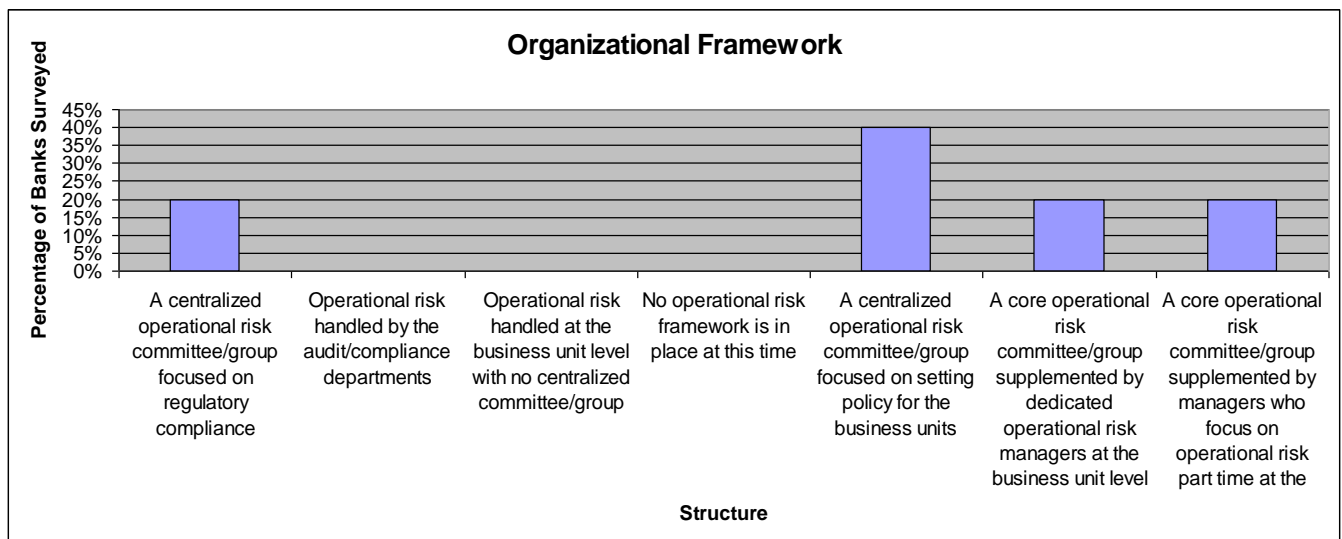 Organizational Framework
Percentage of Banks Surveyed
45%
40%
35%
30%
25%
20%
15%
10%
5%
0%
A centralized
operational risk
committee/group
focused on
regulatory
compliance
Operational risk
handled by the
audit/compliance
departments
Operational risk
handled at the
business unit level
with no centralized
committee/group
No operational risk
framework is in
place at this time
A centralized
operational risk
committee/group
focused on setting
policy for the
business units
A core operational
risk
committee/group
supplemented by
dedicated
operational risk
managers at the
business unit level
A core operational
risk
committee/group
supplemented by
managers who
focus on
operational risk
part time at the
Structure